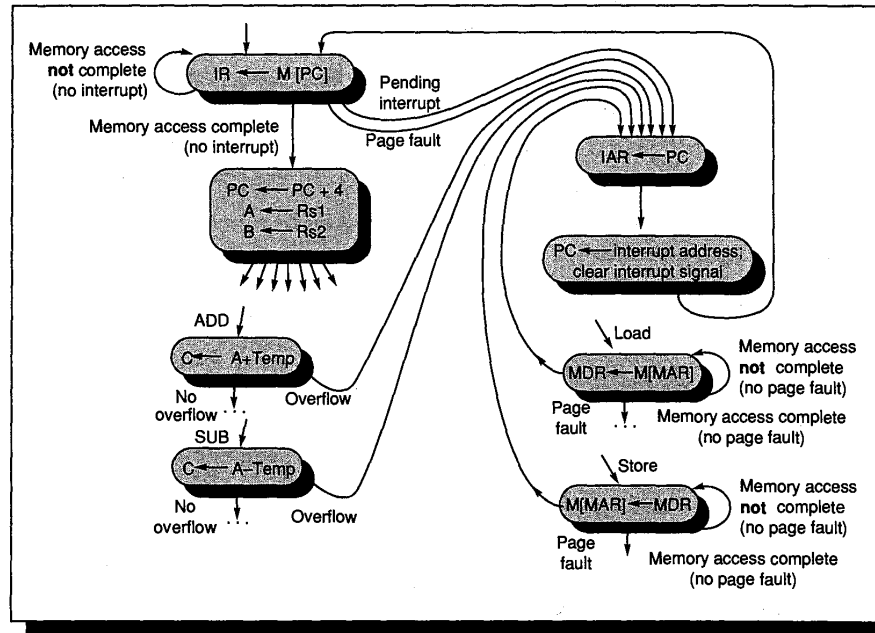 Memory access
not complete
(no interrupt)
IR ← M [PC]
Pending
interrupt
Memory access complete
(no interrupt)
Page fault
IAR ← PC
PC ← PC + 4
A ← Rs1
B ← Rs2
PC ← interrupt address;
clear interrupt signal
ADD
C ← A+Temp
No
overflow
...
Overflow
SUB
C ← A–Temp
No
overflow
...
Overflow
Load
MDR ← M[MAR]
Memory access
not complete
(no page fault)
Page
fault
...
Memory access complete
(no page fault)
Store
M[MAR] ← MDR
Memory access
not complete
(no page fault)
Page
fault
Memory access complete
(no page fault)